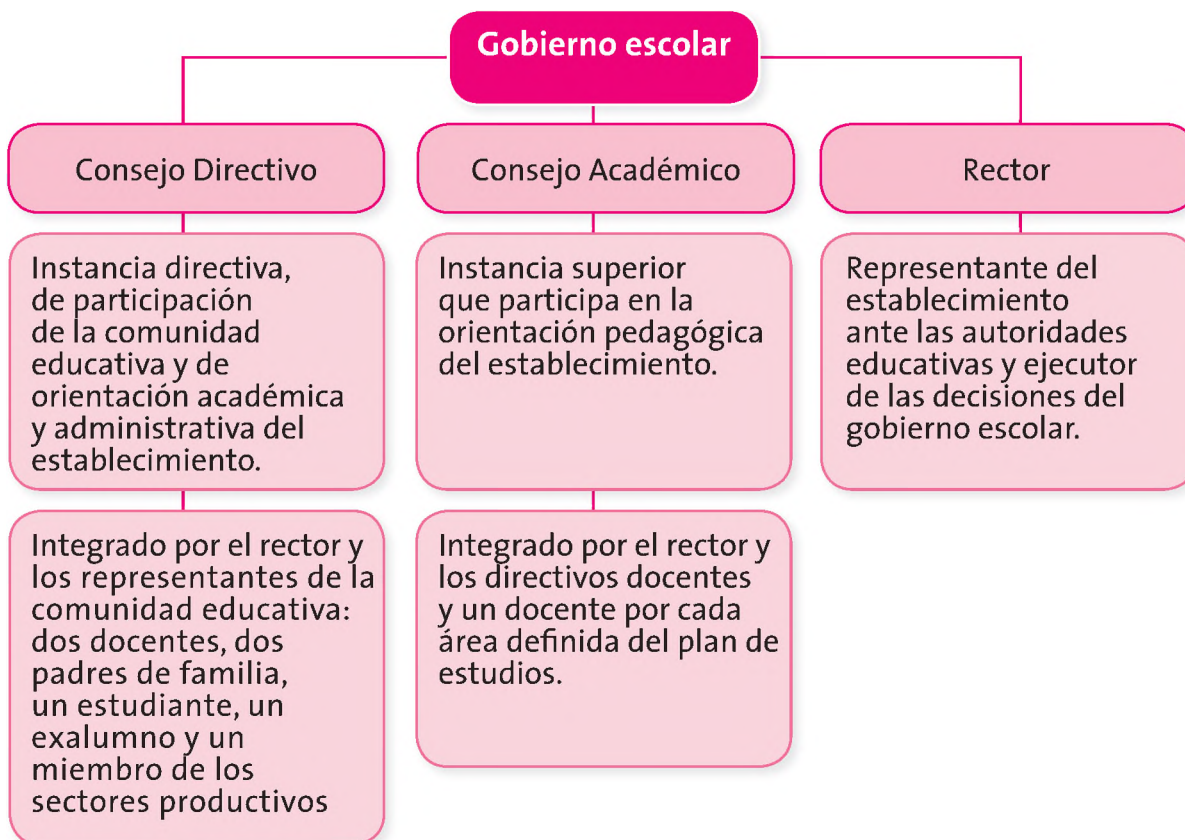 Gobierno escolar
Consejo Directivo
Consejo Académico
Rector
Instancia directiva,
de participación
de la comunidad
educativa y de
orientación académica
y administrativa del
establecimiento.
Instancia superior
que participa en la
orientación pedagógica
del establecimiento.
Representante del
establecimiento
ante las autoridades
educativas y ejecutor
de las decisiones del
gobierno escolar.
Integrado por el rector y
los representantes de la
comunidad educativa:
dos docentes, dos
padres de familia,
un estudiante, un
exalumno y un
miembro de los
sectores productivos
Integrado por el rector y
los directivos docentes
y un docente por cada
área definida del plan de
estudios.